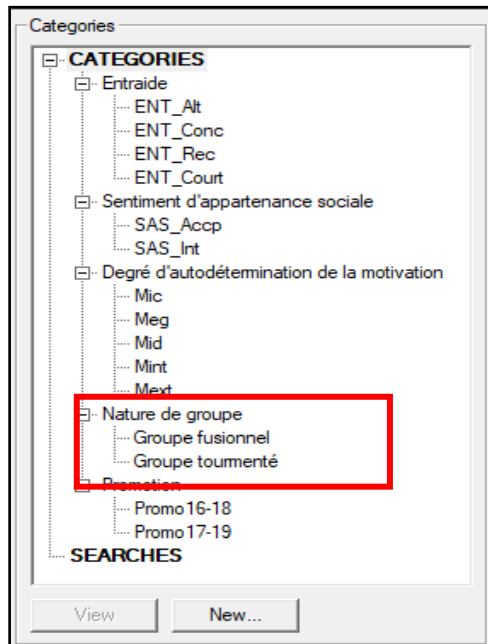 Categories
CATEGORIES
Entraide
ENT_Alt
ENT_Conc
ENT_Rec
ENT_Court
Sentiment d'appartenance sociale
SAS_Accp
SAS_Int
Degré d'autodétermination de la motivation
Mic
Meg
Mid
Mint
Mext
Nature de groupe
Groupe fusionnel
Groupe tourmenté
Promotion
Promo16-18
Promo17-19
SEARCHES
View New...